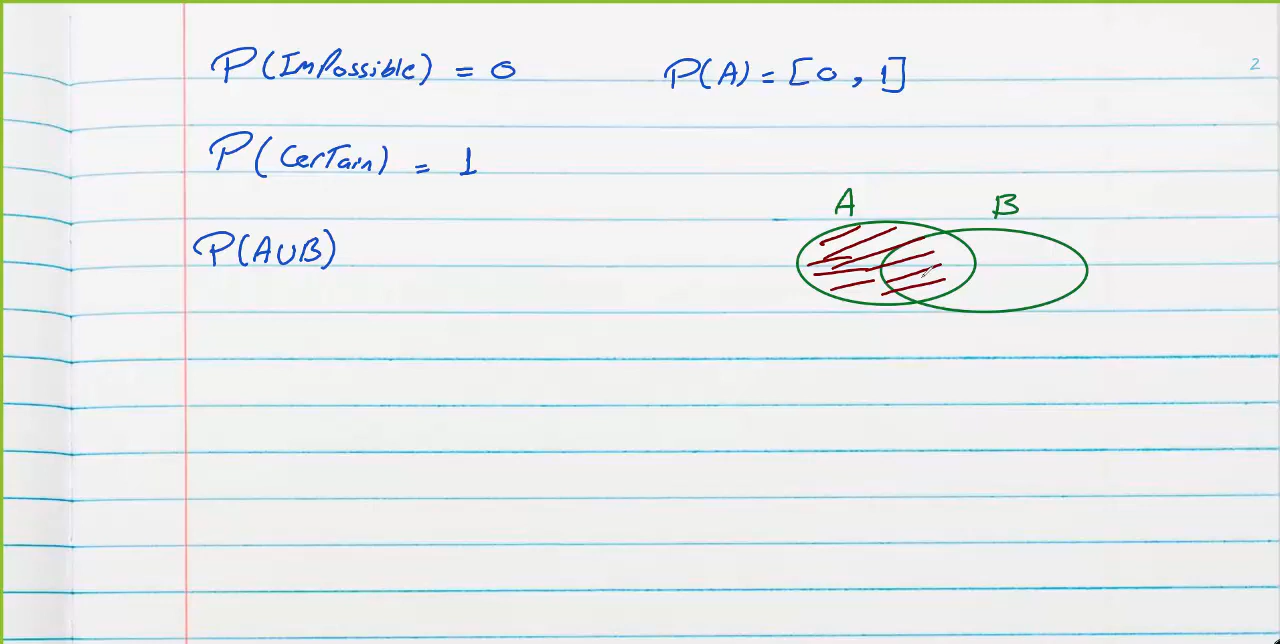 P(Impossible) = 0
P(A) = [0, 1]
2
P(Certain) = 1
A
B
P(A∪B)